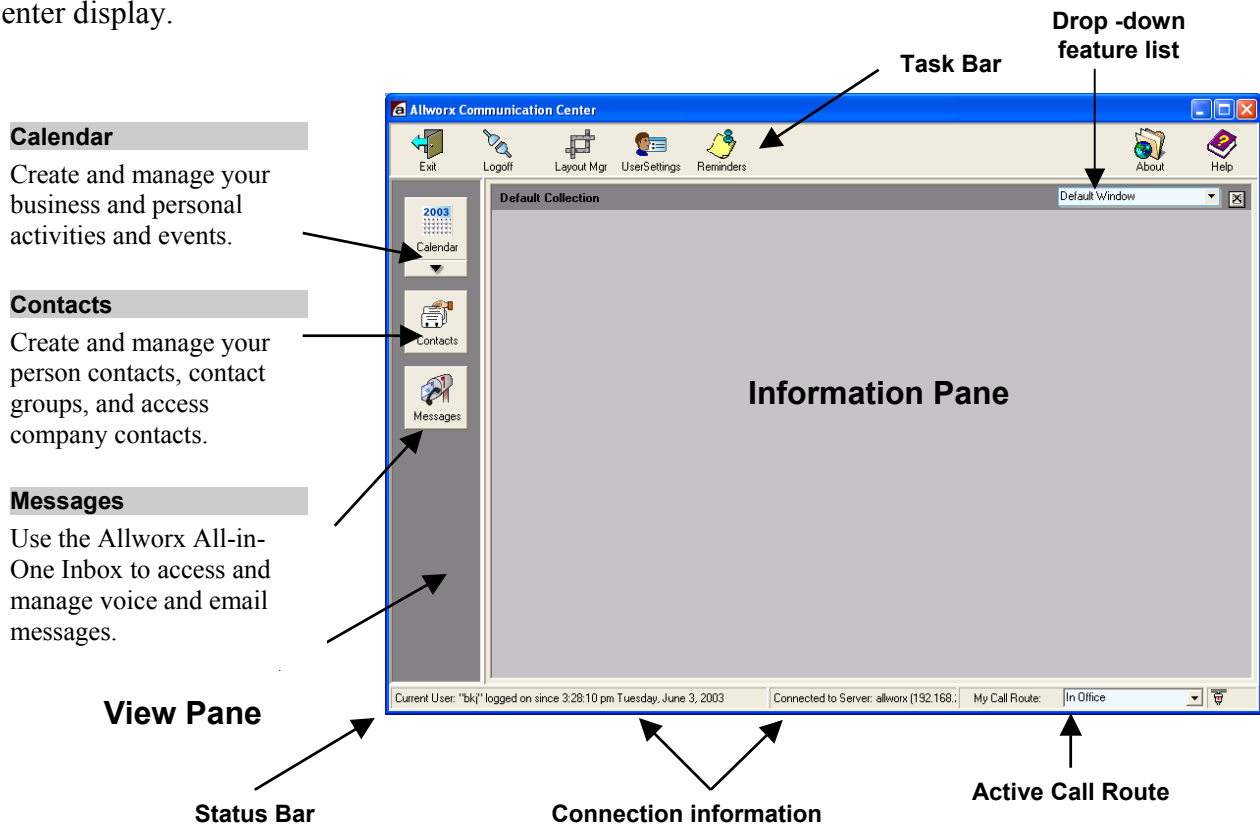 enter display.
Drop -down
feature list
Task Bar
Calendar
Create and manage your
business and personal
activities and events.
Contacts
Create and manage your
person contacts, contact
groups, and access
company contacts.
Messages
Use the Allworx All-in-
One Inbox to access and
manage voice and email
messages.
View Pane
Allworx Communication Center
Exit
Logoff
Layout Mgr
UserSettings
Reminders
About
Help
Default Collection
Default Window
2003
Calendar
Contacts
Messages
Information Pane
Current User: "bkj" logged on since 3:28:10 pm Tuesday, June 3, 2003
Connected to Server: allworx (192.168.:
My Call Route:
In Office
Status Bar
Connection information
Active Call Route